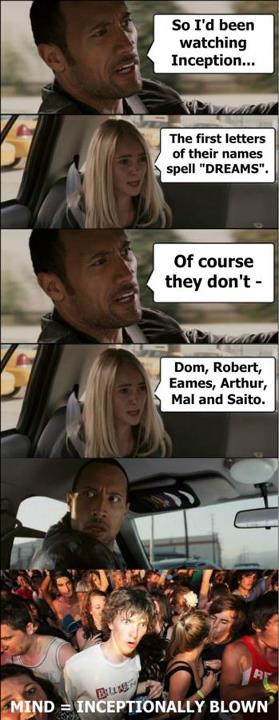 So I'd been
watching
Inception...
The first letters
of their names
spell "DREAMS".
Of course
they don't -
Dom, Robert,
Eames, Arthur,
Mal and Saito.
MIND = INCEPTIONALLY BLOWN